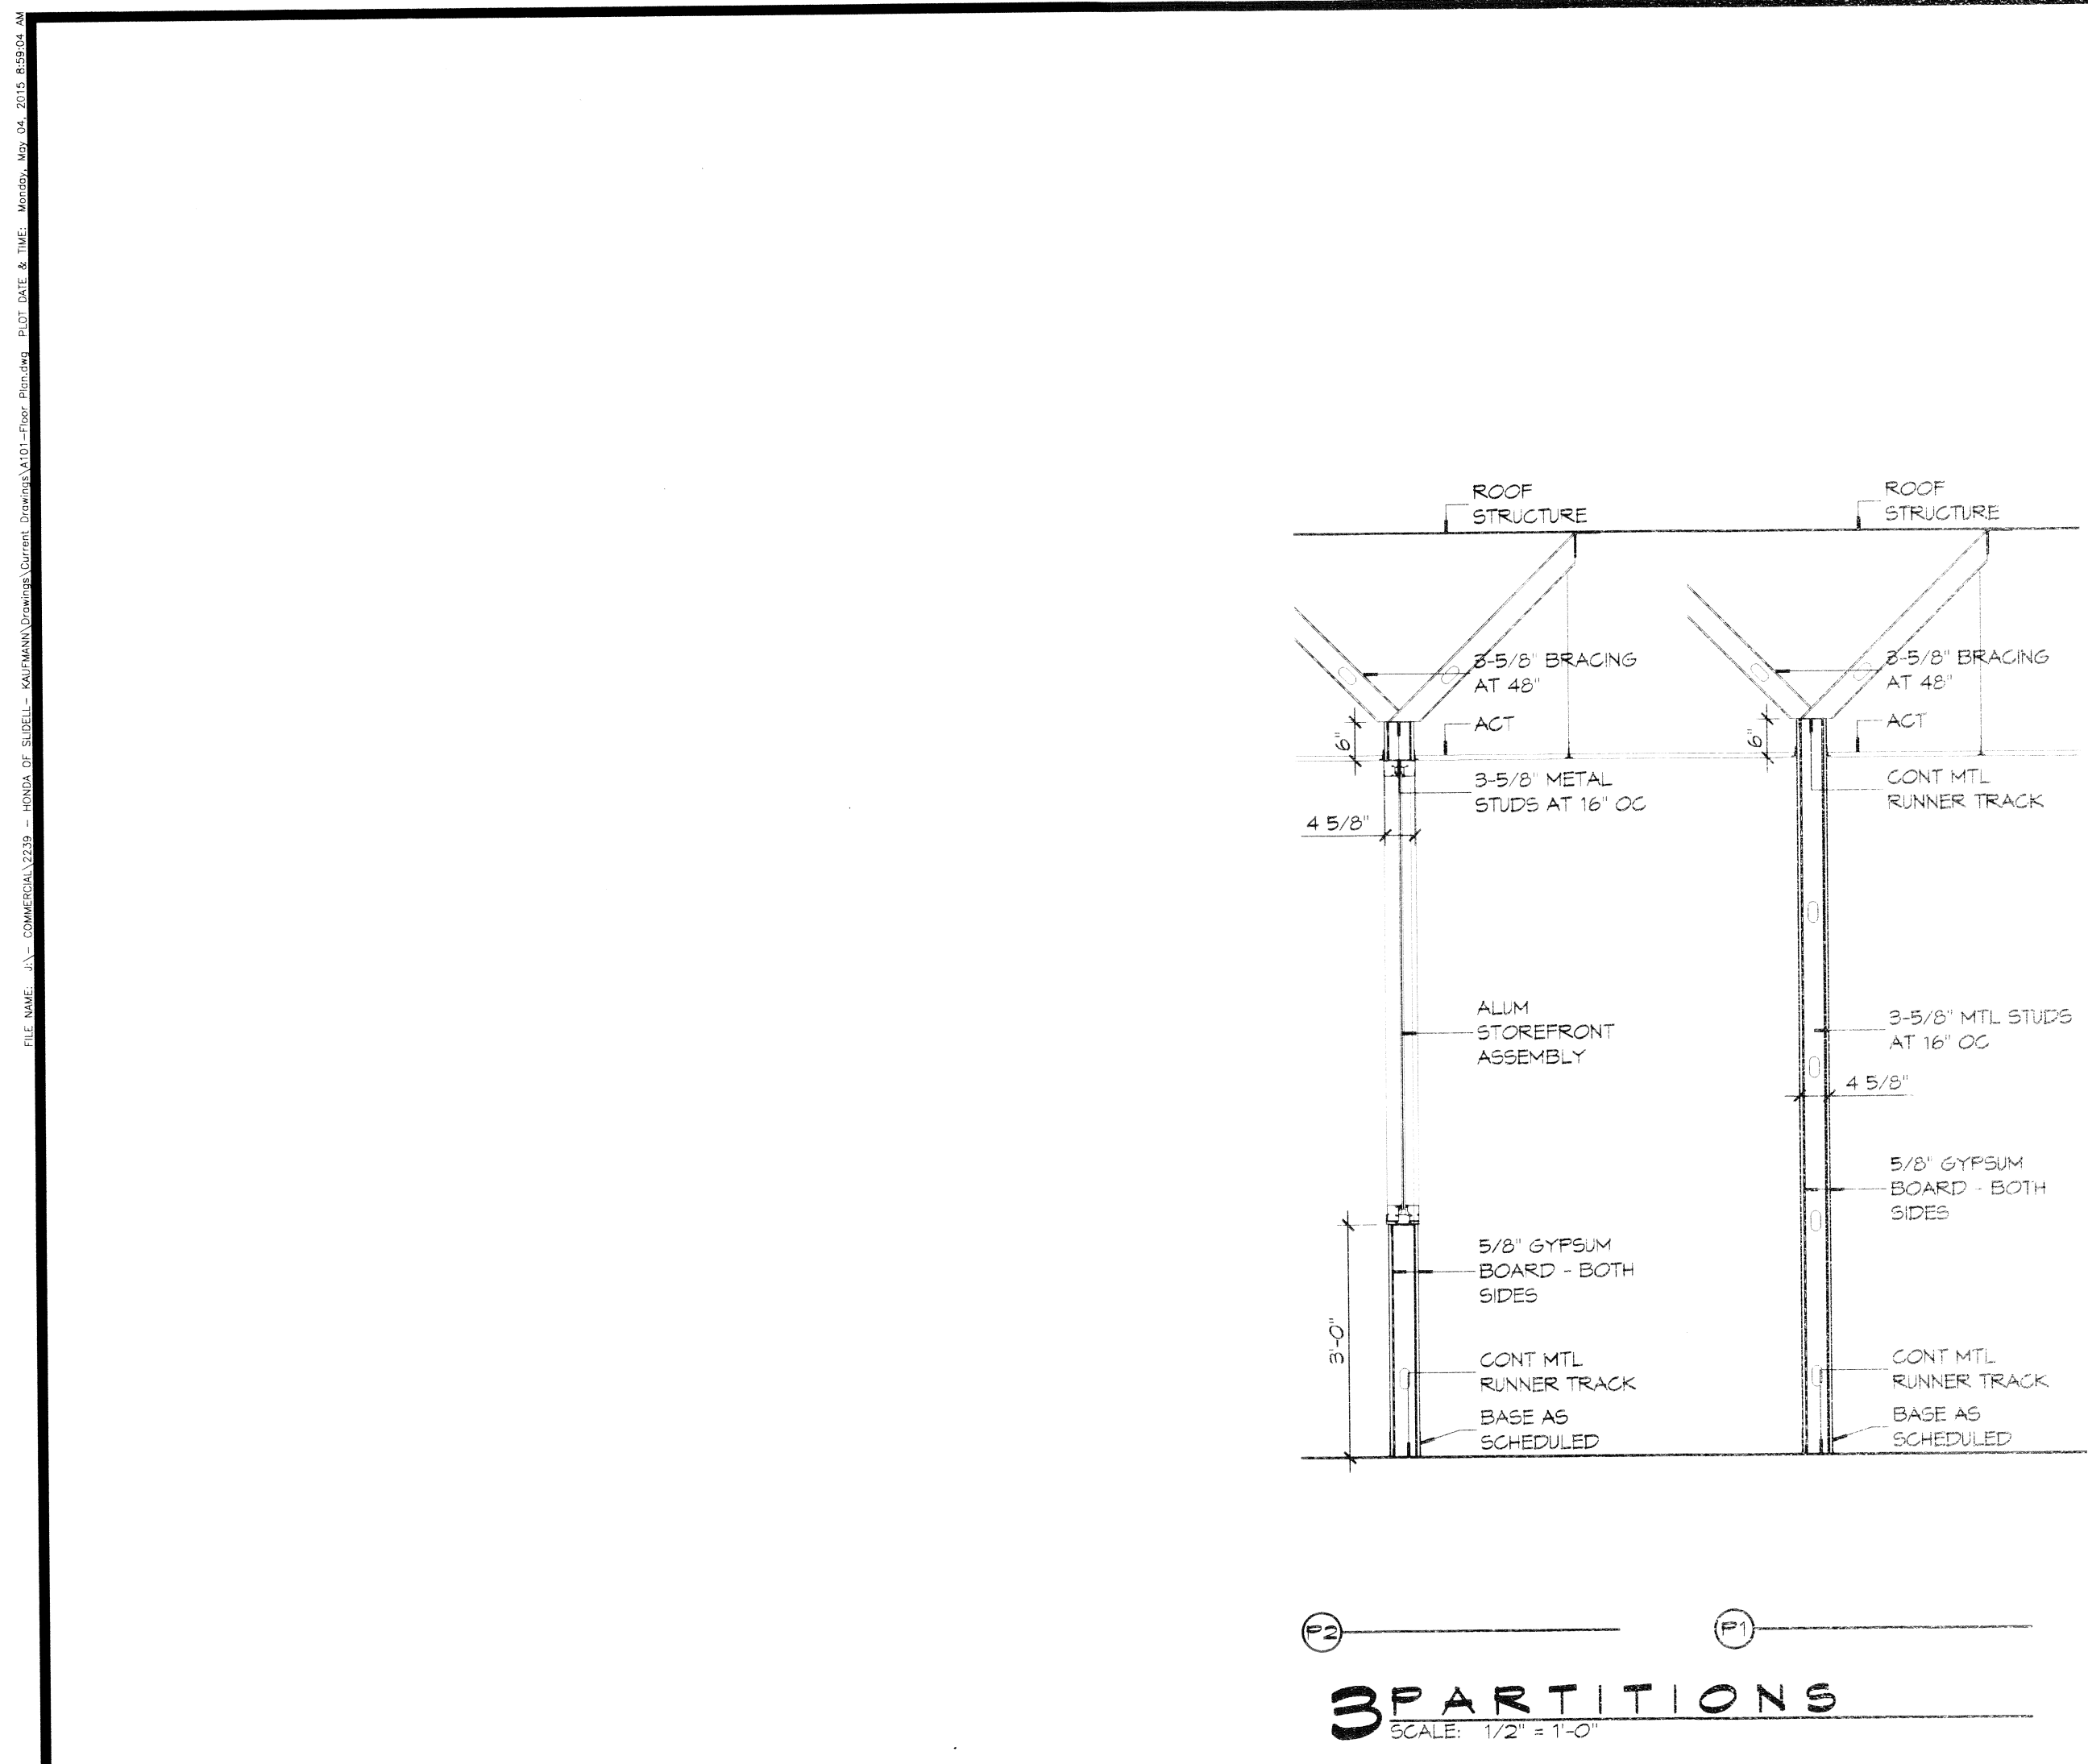 FILE NAME: J:\- COMMERCIAL\2239 - HONDA OF SLIDELL- KAUFMANN\Drawings\Current Drawings\A101-Floor Plan.dwg PLOT DATE & TIME: Monday, May 04, 2015 8:59:04 AM
ROOF
STRUCTURE
3-5/8" BRACING
AT 48"
ACT
6"
3-5/8" METAL
STUDS AT 16" OC
4 5/8"
ALUM
STOREFRONT
ASSEMBLY
5/8" GYPSUM
BOARD - BOTH
SIDES
3'-0"
CONT MTL
RUNNER TRACK
BASE AS
SCHEDULED
P2
ROOF
STRUCTURE
3-5/8" BRACING
AT 48"
ACT
6"
CONT MTL
RUNNER TRACK
3-5/8" MTL STUDS
AT 16" OC
4 5/8"
5/8" GYPSUM
BOARD - BOTH
SIDES
CONT MTL
RUNNER TRACK
BASE AS
SCHEDULED
P1
3 PARTITIONS
SCALE: 1/2" = 1'-0"